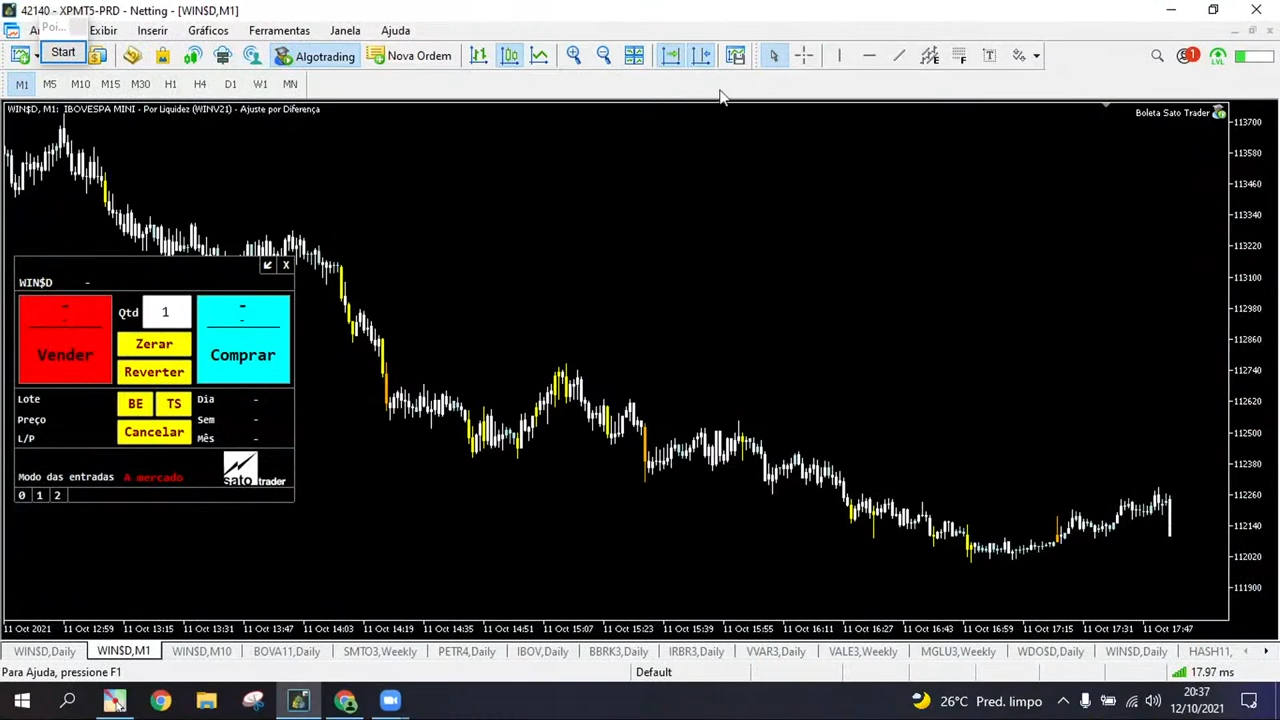 42140 - XPMT5-PRD - Netting - [WIN$D,M1]
Poi...
Start
Exibir Inserir Gráficos Ferramentas Janela Ajuda
Algotrading Nova Ordem
1
LVL
M1 M5 M10 M15 M30 H1 H4 D1 W1 MN
WIN$D, M1: IBOVESPA MINI - Por Liquidez (WINV21) - Ajuste por Diferença
Boleta Sato Trader
113700
113580
113460
113340
113220
113100
112980
112860
112740
112620
112500
112380
112260
112140
112020
111900
X
WIN$D -
- -
Vender
Qtd 1
Zerar
Reverter
- -
Comprar
Lote BE TS Dia -
Preço Sem -
L/P Cancelar Mês -
Modo das entradas A mercado
sato trader
0 1 2
11 Oct 2021 11 Oct 12:59 11 Oct 13:15 11 Oct 13:31 11 Oct 13:47 11 Oct 14:03 11 Oct 14:19 11 Oct 14:35 11 Oct 14:51 11 Oct 15:07 11 Oct 15:23 11 Oct 15:39 11 Oct 15:55 11 Oct 16:11 11 Oct 16:27 11 Oct 16:43 11 Oct 16:59 11 Oct 17:15 11 Oct 17:31 11 Oct 17:47
WIN$D,Daily WIN$D,M1 WIN$D,M10 BOVA11,Daily SMTO3,Weekly PETR4,Daily IBOV,Daily BBRK3,Daily IRBR3,Daily VVAR3,Daily VALE3,Weekly MGLU3,Weekly WDO$D,Daily WIN$D,Daily HASH11,
Para Ajuda, pressione F1 Default 17.97 ms
26°C Pred. limpo
20:37
12/10/2021